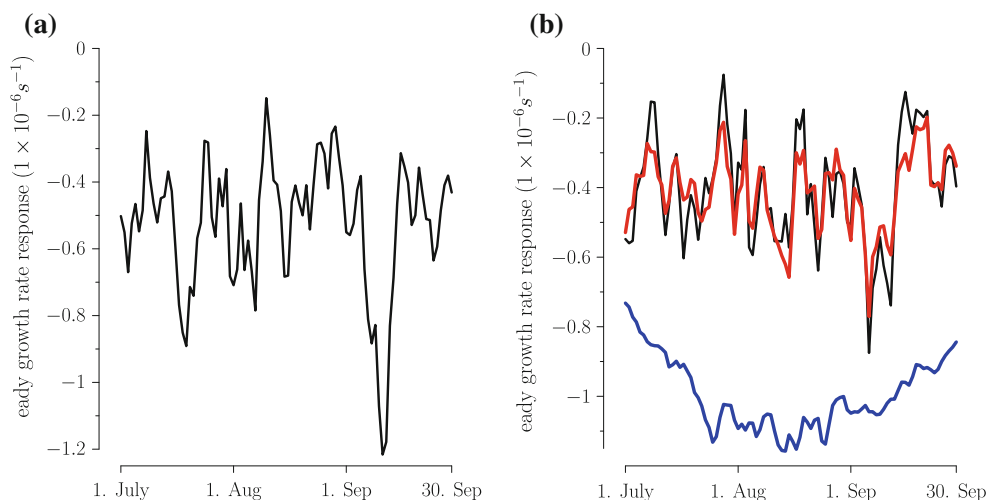 (a)
eady growth rate response (1 × 10⁻⁶s⁻¹)
0
−0.2
−0.4
−0.6
−0.8
−1
−1.2
1. July
1. Aug
1. Sep
30. Sep
(b)
eady growth rate response (1 × 10⁻⁶s⁻¹)
0
−0.2
−0.4
−0.6
−0.8
−1
1. July
1. Aug
1. Sep
30. Sep